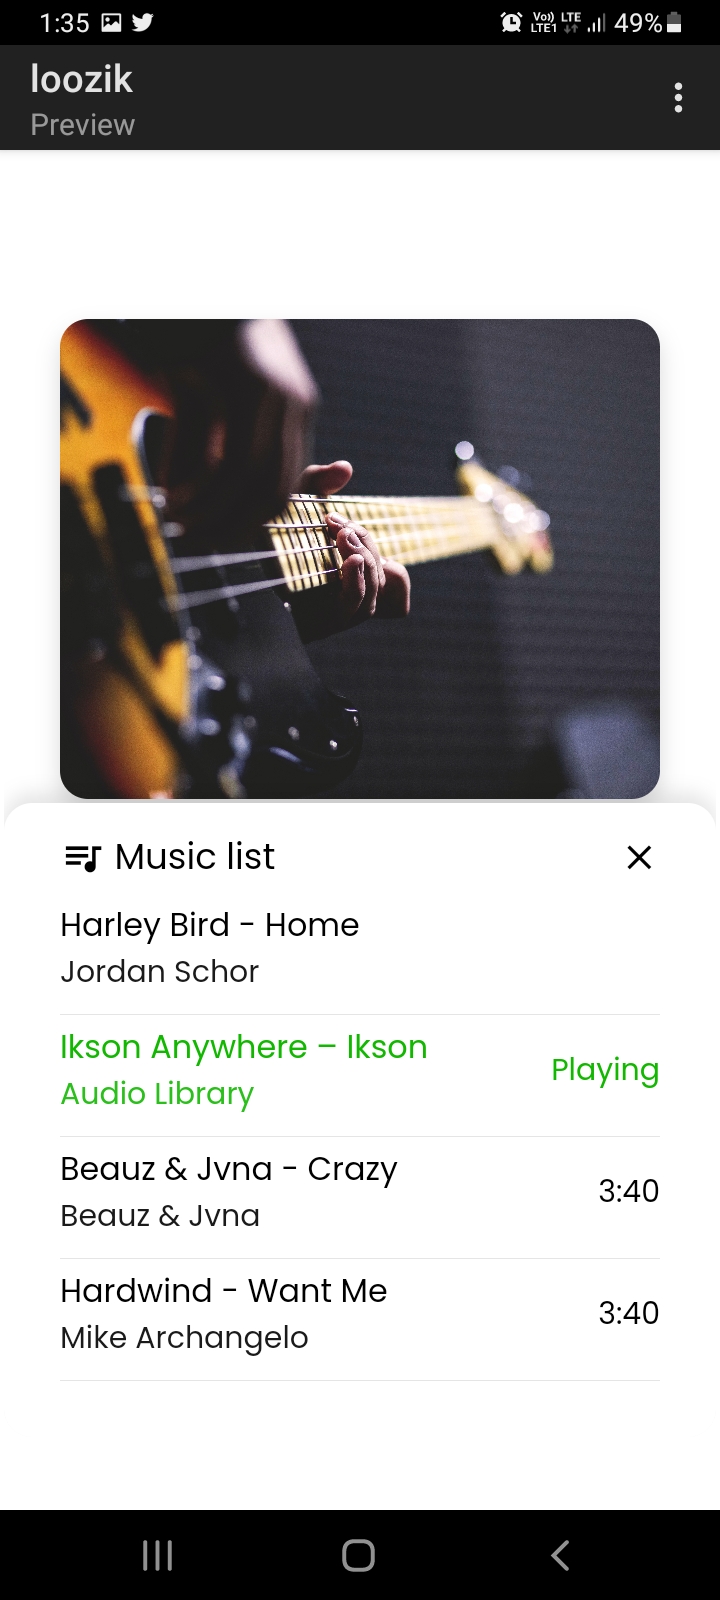 1:35
Vo)) LTE
LTE1
49%
loozik
Preview
Music list
Harley Bird - Home
Jordan Schor
Ikson Anywhere – Ikson
Audio Library
Playing
Beauz & Jvna - Crazy
Beauz & Jvna
3:40
Hardwind - Want Me
Mike Archangelo
3:40